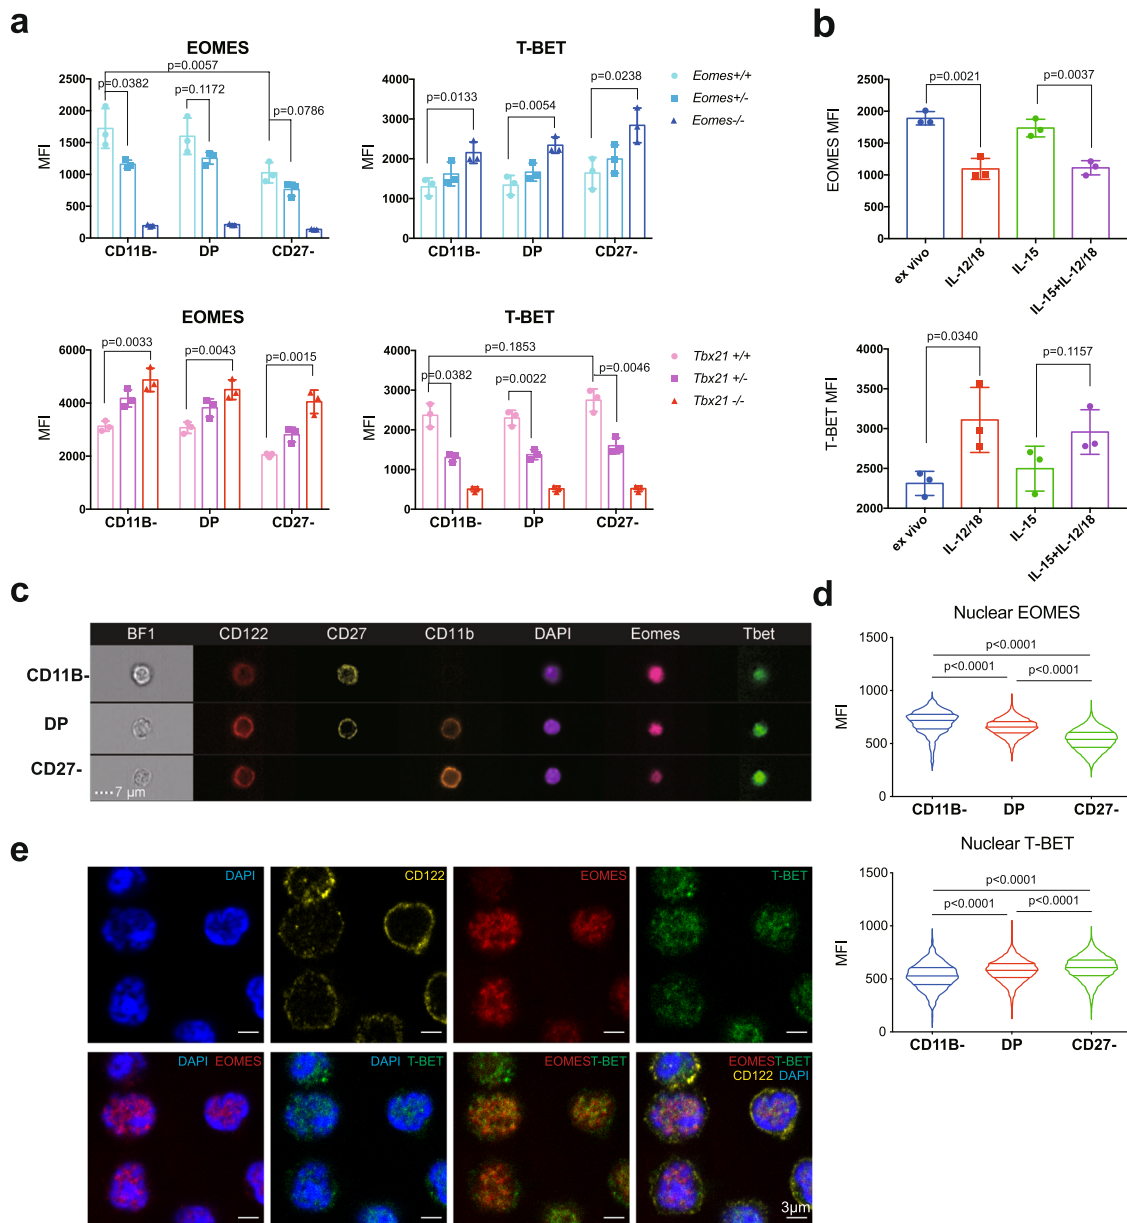 a
EOMES
MFI
2500
2000
1500
1000
500
0
p=0.0057
p=0.0382
p=0.1172
p=0.0786
CD11B-
DP
CD27-
T-BET
MFI
4000
3000
2000
1000
0
p=0.0133
p=0.0054
p=0.0238
CD11B-
DP
CD27-
Eomes+/+
Eomes+/-
Eomes-/-
EOMES
MFI
6000
4000
2000
0
p=0.0033
p=0.0043
p=0.0015
CD11B-
DP
CD27-
T-BET
MFI
4000
3000
2000
1000
0
p=0.1853
p=0.0382
p=0.0022
p=0.0046
CD11B-
DP
CD27-
Tbx21 +/+
Tbx21 +/-
Tbx21 -/-
b
EOMES MFI
2500
2000
1500
1000
500
0
p=0.0021
p=0.0037
ex vivo
IL-12/18
IL-15
IL-15+IL-12/18
T-BET MFI
4000
3500
3000
2500
2000
p=0.0340
p=0.1157
ex vivo
IL-12/18
IL-15
IL-15+IL-12/18
c
BF1 CD122 CD27 CD11b DAPI Eomes Tbet
CD11B-
DP
CD27-
7 μm
d
Nuclear EOMES
MFI
1500
1000
500
0
p<0.0001
p<0.0001
p<0.0001
CD11B-
DP
CD27-
Nuclear T-BET
MFI
1500
1000
500
0
p<0.0001
p<0.0001
p<0.0001
CD11B-
DP
CD27-
e
DAPI
CD122
EOMES
T-BET
DAPI EOMES
DAPI T-BET
EOMEST-BET
EOMEST-BET
CD122 DAPI
3μm